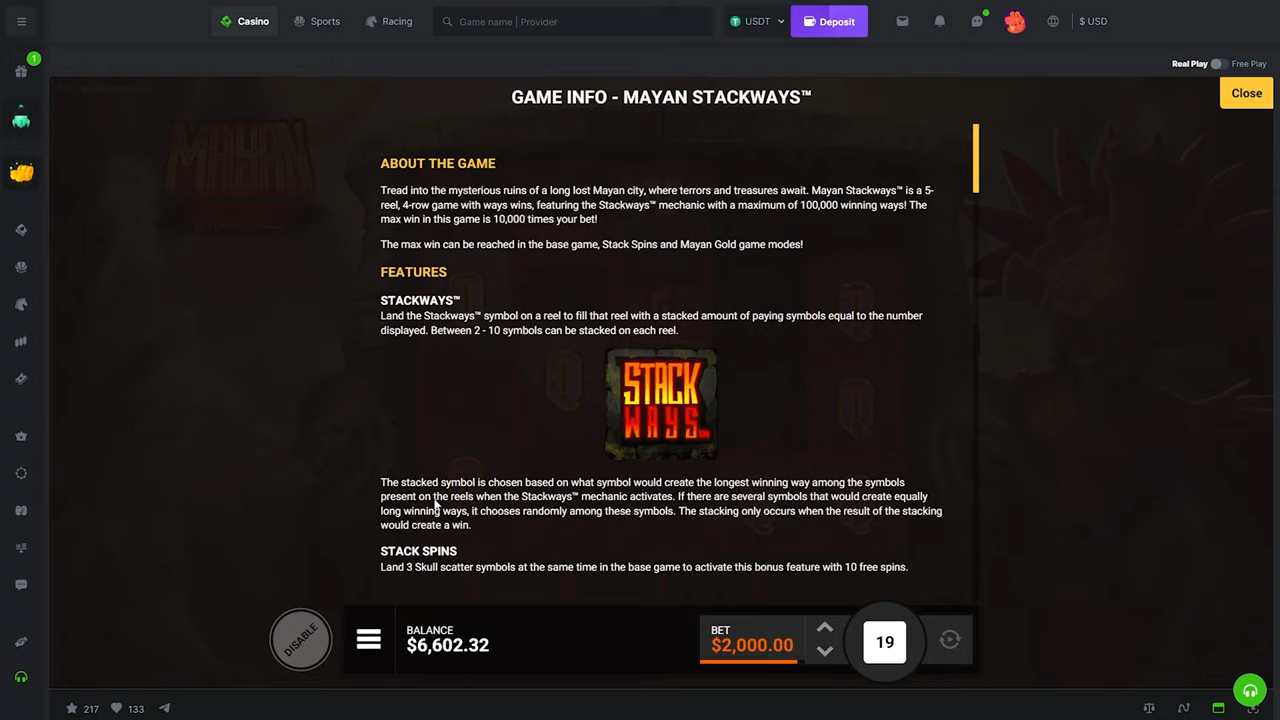 Casino
Sports
Racing
Game name | Provider
USDT
Deposit
$ USD
1
Real Play
Free Play
GAME INFO - MAYAN STACKWAYS™
Close
MAYAN
ABOUT THE GAME
Tread into the mysterious ruins of a long lost Mayan city, where terrors and treasures await. Mayan Stackways™ is a 5-
reel, 4-row game with ways wins, featuring the Stackways™ mechanic with a maximum of 100,000 winning ways! The
max win in this game is 10,000 times your bet!
The max win can be reached in the base game, Stack Spins and Mayan Gold game modes!
FEATURES
STACKWAYS™
Land the Stackways™ symbol on a reel to fill that reel with a stacked amount of paying symbols equal to the number
displayed. Between 2 - 10 symbols can be stacked on each reel.
STACK
WAYS™
The stacked symbol is chosen based on what symbol would create the longest winning way among the symbols
present on the reels when the Stackways™ mechanic activates. If there are several symbols that would create equally
long winning ways, it chooses randomly among these symbols. The stacking only occurs when the result of the stacking
would create a win.
STACK SPINS
Land 3 Skull scatter symbols at the same time in the base game to activate this bonus feature with 10 free spins.
DISABLE
BALANCE
$6,602.32
BET
$2,000.00
19
217
133